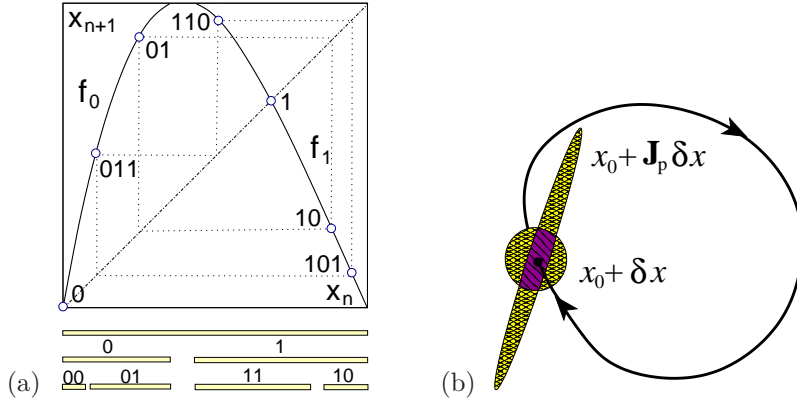 x_{n+1}
110
01
f_0
1
011
f_1
10
101
0
x_n
0 1
00 01 11 10
(a)
x_0 + J_p δx
x_0 + δx
(b)